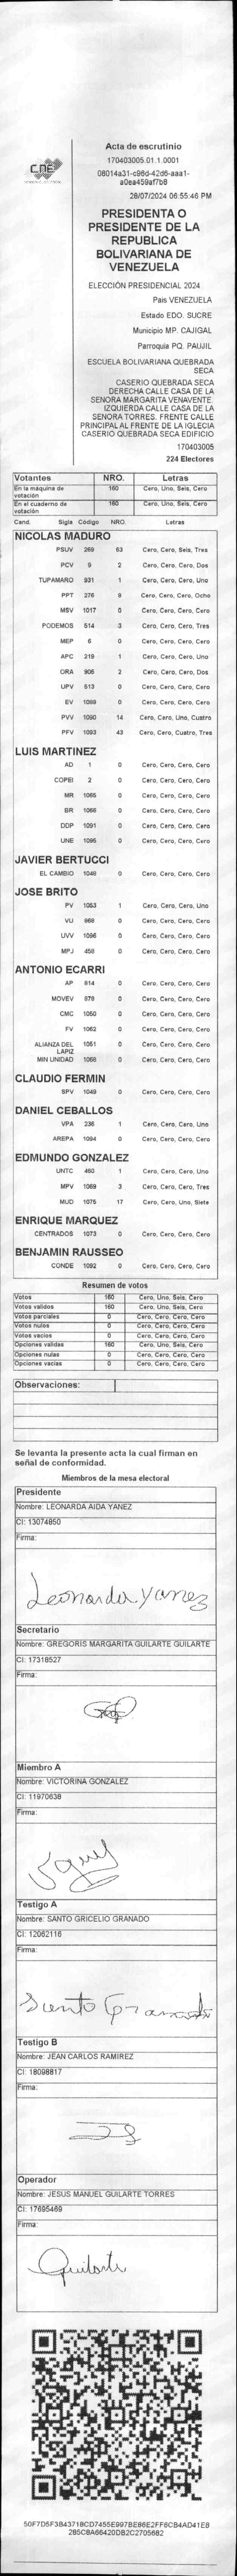 CNE
Acta de escrutinio
170403005.01.1.0001
08014a31-c98d-42d6-aaa1-
a0ea459af7b8
28/07/2024 06:55:46 PM
PRESIDENTA O
PRESIDENTE DE LA
REPUBLICA
BOLIVARIANA DE
VENEZUELA
ELECCIÓN PRESIDENCIAL 2024
Pais VENEZUELA
Estado EDO. SUCRE
Municipio MP. CAJIGAL
Parroquia PQ. PAUJIL
ESCUELA BOLIVARIANA QUEBRADA
SECA
CASERIO QUEBRADA SECA
DERECHA CALLE CASA DE LA
SENORA MARGARITA VENAVENTE.
IZQUIERDA CALLE CASA DE LA
SENORA TORRES. FRENTE CALLE
PRINCIPAL AL FRENTE DE LA IGLECIA
CASERIO QUEBRADA SECA EDIFICIO
170403005
224 Electores
Votantes NRO. Letras
En la máquina de votación 160 Cero, Uno, Seis, Cero
En el cuaderno de votación 160 Cero, Uno, Seis, Cero
Cand. Sigla Código NRO. Letras
NICOLAS MADURO
PSUV 269 63 Cero, Cero, Seis, Tres
PCV 9 2 Cero, Cero, Cero, Dos
TUPAMARO 931 1 Cero, Cero, Cero, Uno
PPT 276 8 Cero, Cero, Cero, Ocho
MSV 1017 0 Cero, Cero, Cero, Cero
PODEMOS 514 3 Cero, Cero, Cero, Tres
MEP 6 0 Cero, Cero, Cero, Cero
APC 219 1 Cero, Cero, Cero, Uno
ORA 906 2 Cero, Cero, Cero, Dos
UPV 513 0 Cero, Cero, Cero, Cero
EV 1089 0 Cero, Cero, Cero, Cero
PVV 1090 14 Cero, Cero, Uno, Cuatro
PFV 1093 43 Cero, Cero, Cuatro, Tres
LUIS MARTINEZ
AD 1 0 Cero, Cero, Cero, Cero
COPEI 2 0 Cero, Cero, Cero, Cero
MR 1065 0 Cero, Cero, Cero, Cero
BR 1066 0 Cero, Cero, Cero, Cero
DDP 1091 0 Cero, Cero, Cero, Cero
UNE 1095 0 Cero, Cero, Cero, Cero
JAVIER BERTUCCI
EL CAMBIO 1048 0 Cero, Cero, Cero, Cero
JOSE BRITO
PV 1053 1 Cero, Cero, Cero, Uno
VU 868 0 Cero, Cero, Cero, Cero
UVV 1096 0 Cero, Cero, Cero, Cero
MPJ 458 0 Cero, Cero, Cero, Cero
ANTONIO ECARRI
AP 814 0 Cero, Cero, Cero, Cero
MOVEV 878 0 Cero, Cero, Cero, Cero
CMC 1050 0 Cero, Cero, Cero, Cero
FV 1062 0 Cero, Cero, Cero, Cero
ALIANZA DEL LAPIZ 1051 0 Cero, Cero, Cero, Cero
MIN UNIDAD 1068 0 Cero, Cero, Cero, Cero
CLAUDIO FERMIN
SPV 1049 0 Cero, Cero, Cero, Cero
DANIEL CEBALLOS
VPA 236 1 Cero, Cero, Cero, Uno
AREPA 1094 0 Cero, Cero, Cero, Cero
EDMUNDO GONZALEZ
UNTC 460 1 Cero, Cero, Cero, Uno
MPV 1069 3 Cero, Cero, Cero, Tres
MUD 1075 17 Cero, Cero, Uno, Siete
ENRIQUE MARQUEZ
CENTRADOS 1073 0 Cero, Cero, Cero, Cero
BENJAMIN RAUSSEO
CONDE 1092 0 Cero, Cero, Cero, Cero
Resumen de votos
Votos 160 Cero, Uno, Seis, Cero
Votos validos 160 Cero, Uno, Seis, Cero
Votos parciales 0 Cero, Cero, Cero, Cero
Votos nulos 0 Cero, Cero, Cero, Cero
Votos vacíos 0 Cero, Cero, Cero, Cero
Opciones validas 160 Cero, Uno, Seis, Cero
Opciones nulas 0 Cero, Cero, Cero, Cero
Opciones vacías 0 Cero, Cero, Cero, Cero
Observaciones:
Se levanta la presente acta la cual firman en
señal de conformidad.
Miembros de la mesa electoral
Presidente
Nombre: LEONARDA AIDA YANEZ
CI: 13074850
Firma:
Leonarda Yanez
Secretario
Nombre: GREGORIS MARGARITA GUILARTE GUILARTE
CI: 17318527
Firma:
Miembro A
Nombre: VICTORINA GONZALEZ
CI: 11970638
Firma:
Testigo A
Nombre: SANTO GRICELIO GRANADO
CI: 12062116
Firma:
Santo Granado
Testigo B
Nombre: JEAN CARLOS RAMIREZ
CI: 18098817
Firma:
Operador
Nombre: JESUS MANUEL GUILARTE TORRES
CI: 17695469
Firma:
Guilarte
50F7D5F3B43718CD7455E997BE86E2FF6CB4AD41E8
285C8A66420DB2C2705682